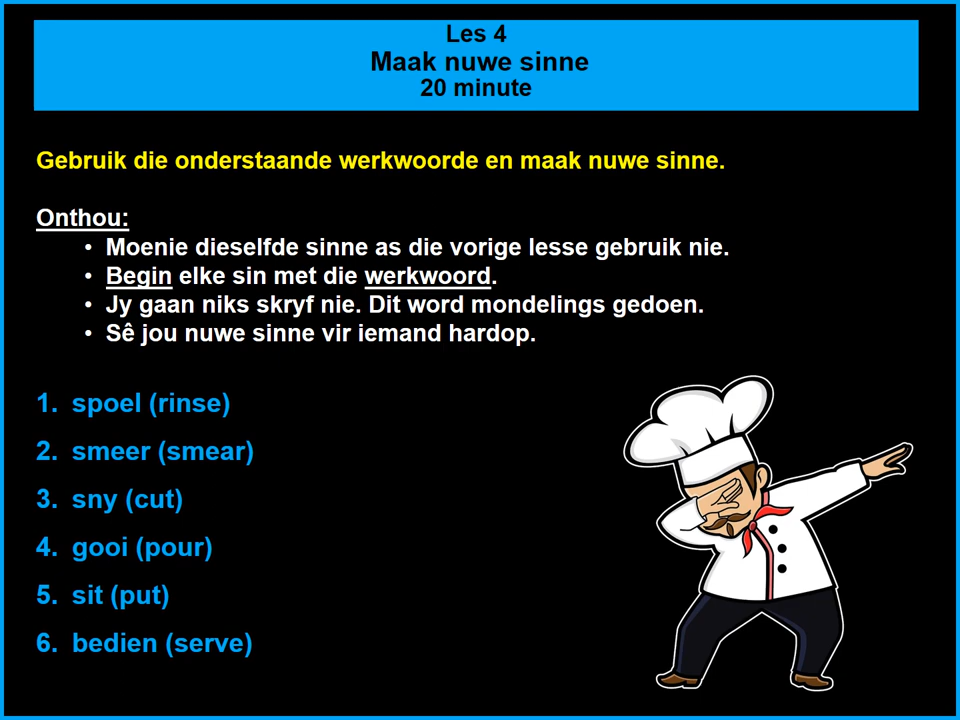 Les 4
Maak nuwe sinne
20 minute
Gebruik die onderstaande werkwoorde en maak nuwe sinne.
Onthou:
• Moenie dieselfde sinne as die vorige lesse gebruik nie.
• Begin elke sin met die werkwoord.
• Jy gaan niks skryf nie. Dit word mondelings gedoen.
• Sê jou nuwe sinne vir iemand hardop.
1. spoel (rinse)
2. smeer (smear)
3. sny (cut)
4. gooi (pour)
5. sit (put)
6. bedien (serve)